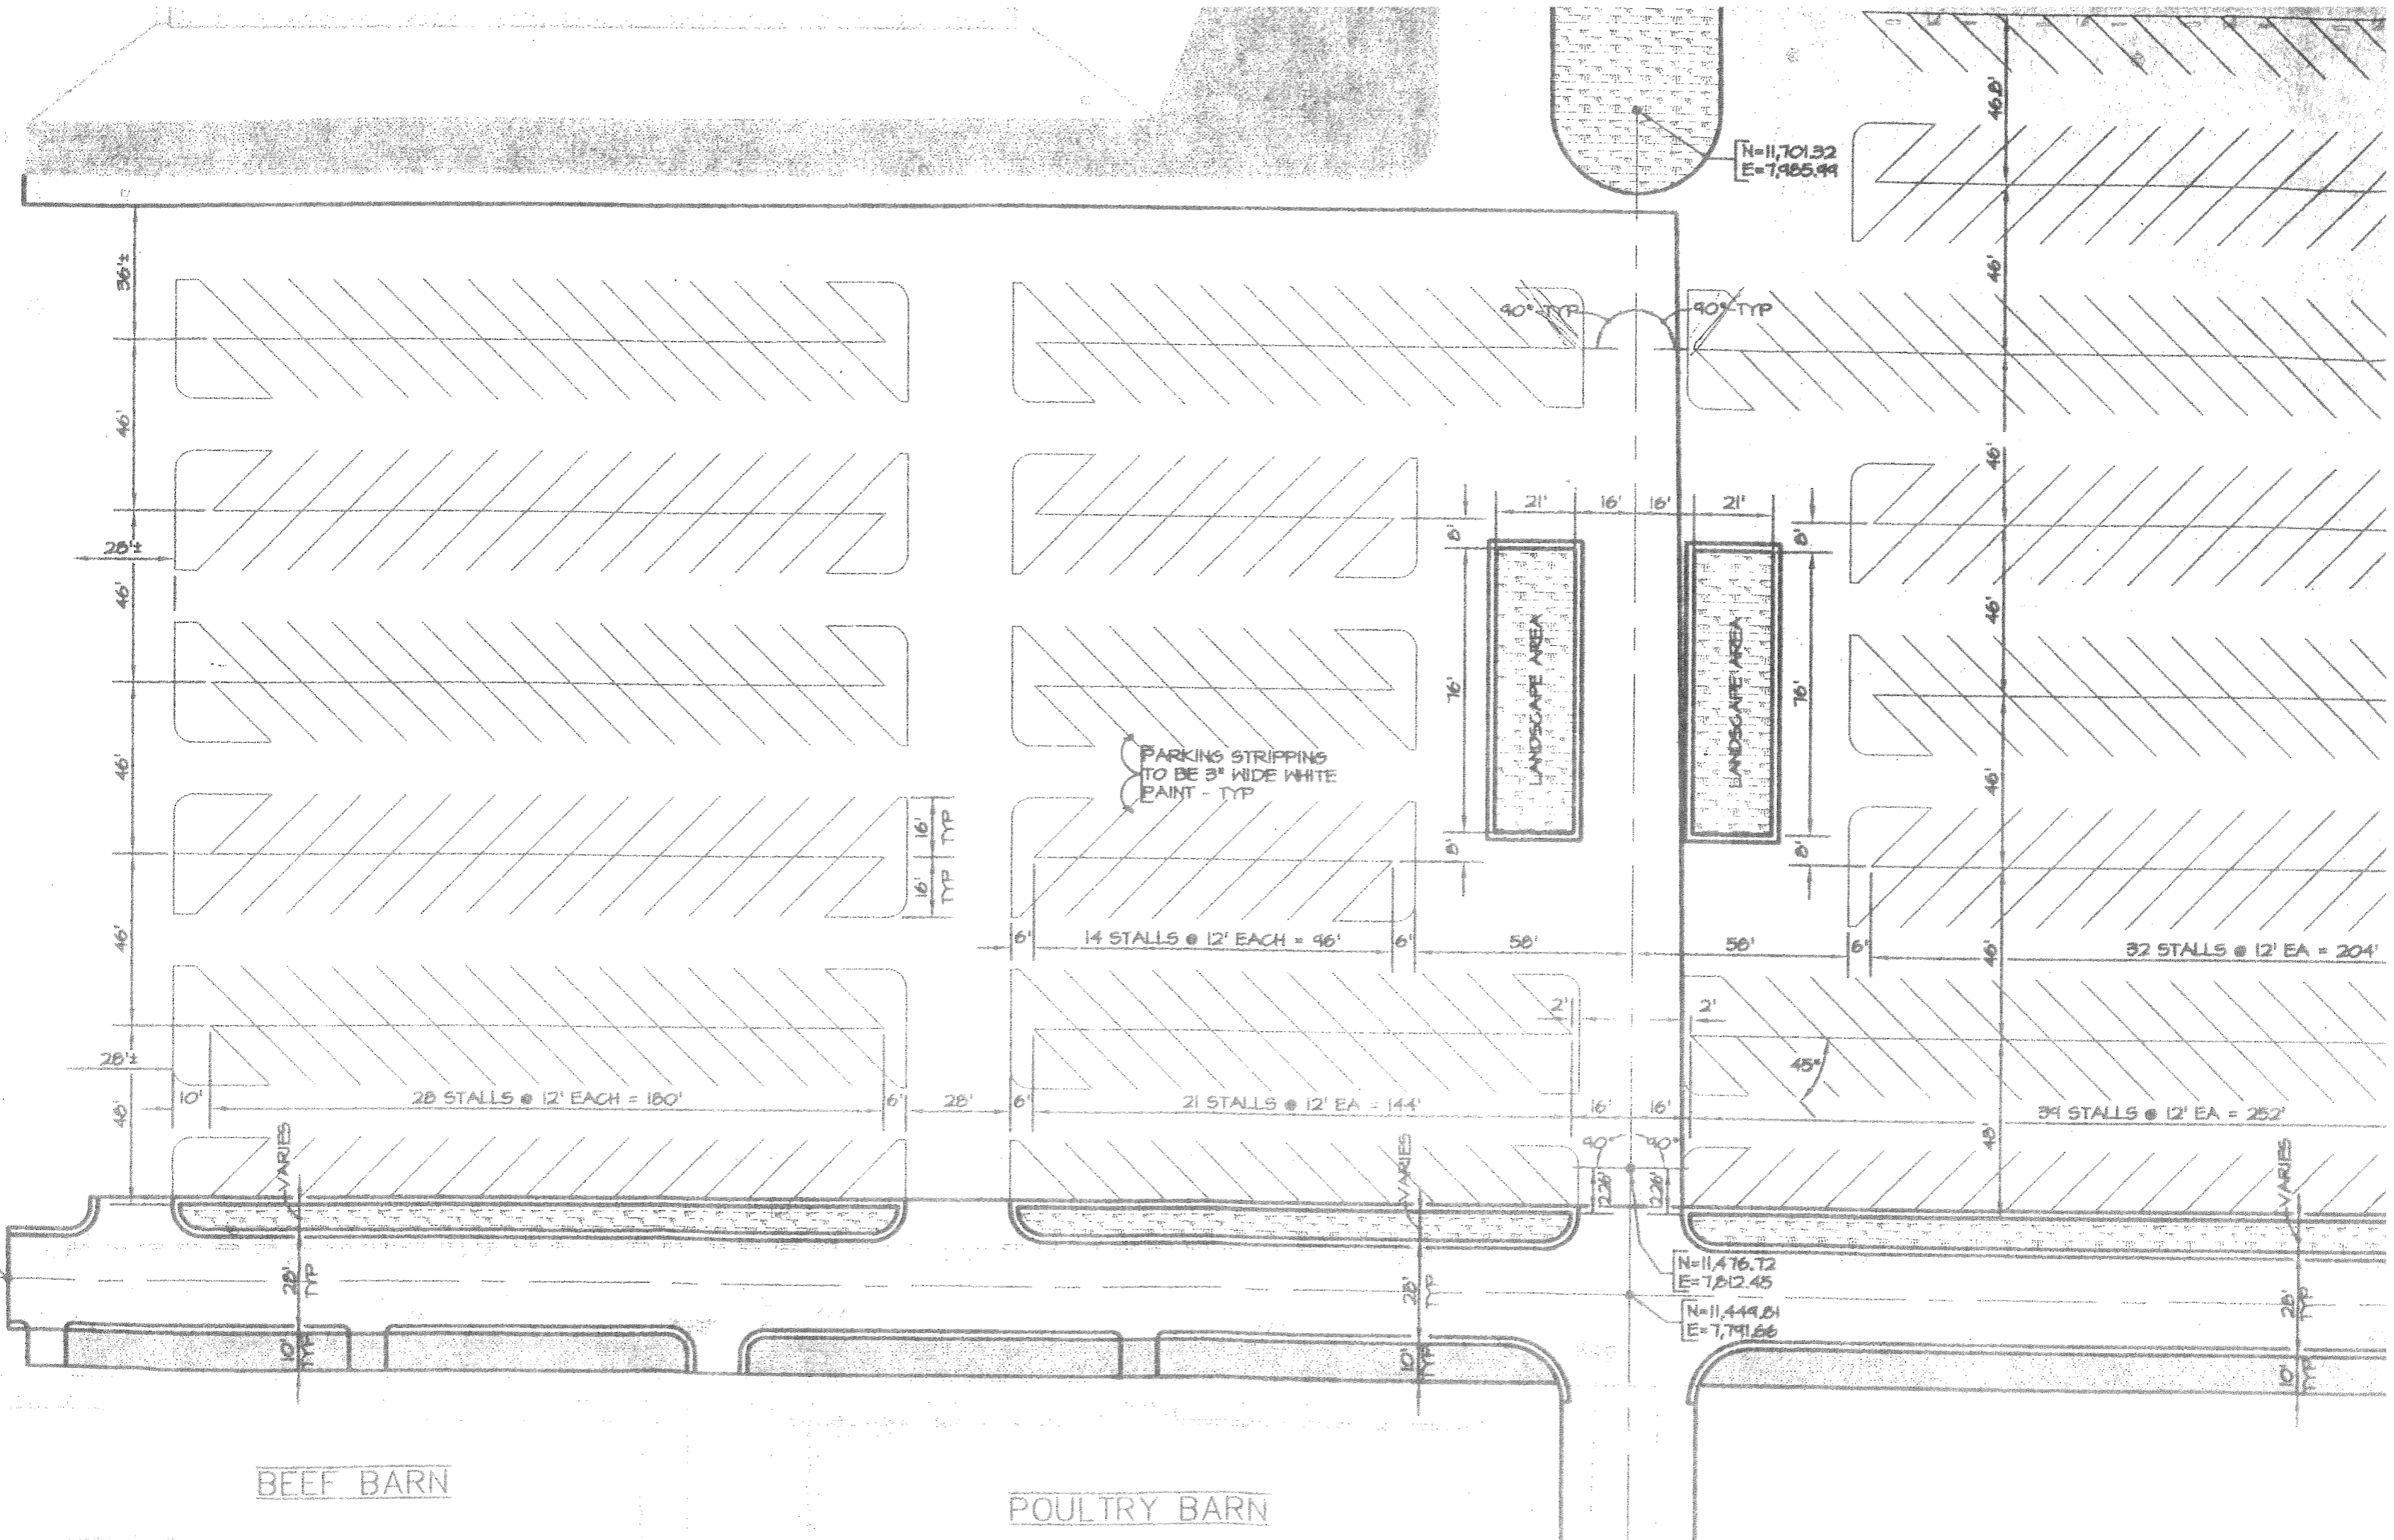 46.8'
N=11,701.32
E=7,985.99
36'±
46'
90° TYP
90° TYP
46'
46'
46'
21'
16'
16'
21'
8'
8'
28'±
46'
46'
LANDSCAPE AREA
LANDSCAPE AREA
76'
76'
46'
PARKING STRIPPING
TO BE 3" WIDE WHITE
PAINT - TYP
46'
16'
TYP
16'
TYP
8'
8'
46'
6'
14 STALLS @ 12' EACH = 96'
6'
58'
58'
6'
32 STALLS @ 12' EA = 204'
46'
2'
2'
28'±
45°
10'
28 STALLS @ 12' EACH = 180'
6'
28'
6'
21 STALLS @ 12' EA = 144'
16'
16'
39 STALLS @ 12' EA = 252'
48'
48'
90°
90°
VARIES
VARIES
VARIES
N=11,476.72
E=7,812.45
28'
TYP
28'
TYP
28'
TYP
N=11,449.81
E=7,791.66
10'
TYP
10'
TYP
10'
TYP
BEEF BARN
POULTRY BARN